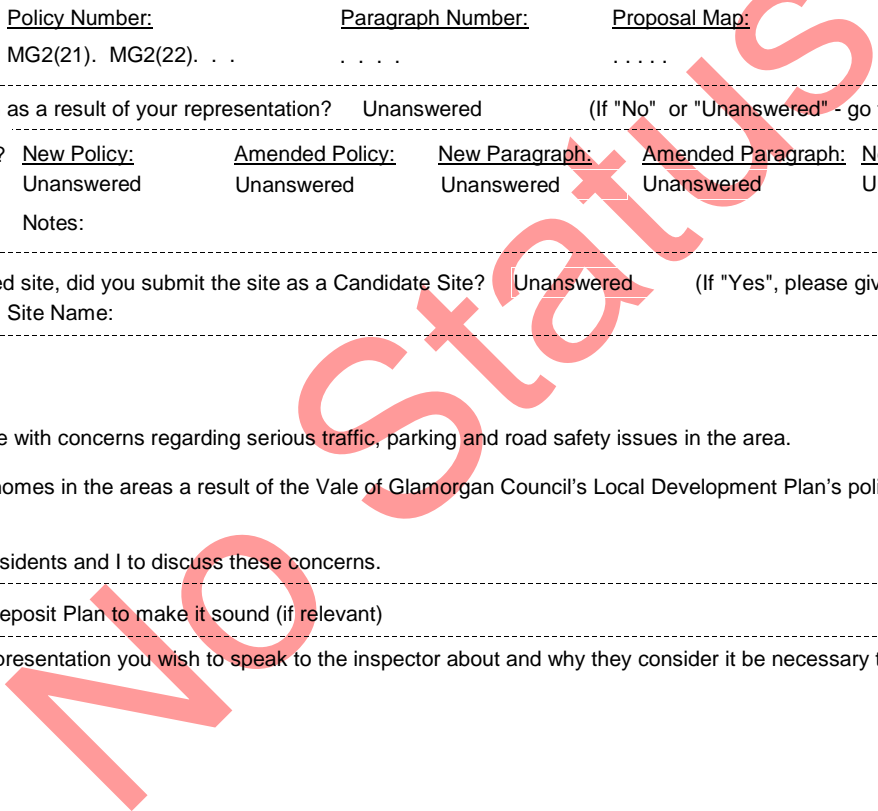 Policy Number: Paragraph Number: Proposal Map:
MG2(21). MG2(22). . . . . . . . . . . .
as a result of your representation? Unanswered (If "No" or "Unanswered" - go
? New Policy: Amended Policy: New Paragraph: Amended Paragraph: N
Unanswered Unanswered Unanswered Unanswered U
Notes:
ed site, did you submit the site as a Candidate Site? Unanswered (If "Yes", please giv
Site Name:
e with concerns regarding serious traffic, parking and road safety issues in the area.
homes in the areas a result of the Vale of Glamorgan Council's Local Development Plan's poli
sidents and I to discuss these concerns.
eposit Plan to make it sound (if relevant)
presentation you wish to speak to the inspector about and why they consider it be necessary t
No Status